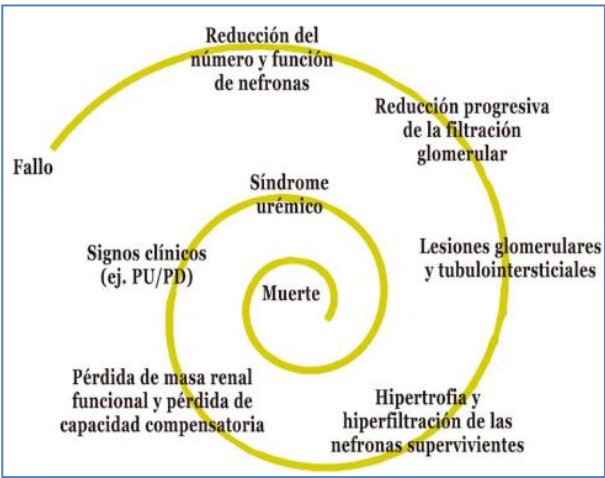 Fallo
Reducción del
número y función
de nefronas
Reducción progresiva
de la filtración
glomerular
Lesiones glomerulares
y tubulointersticiales
Hipertrofia y
hiperfiltración de las
nefronas supervivientes
Pérdida de masa renal
funcional y pérdida de
capacidad compensatoria
Signos clínicos
(ej. PU/PD)
Síndrome
urémico
Muerte